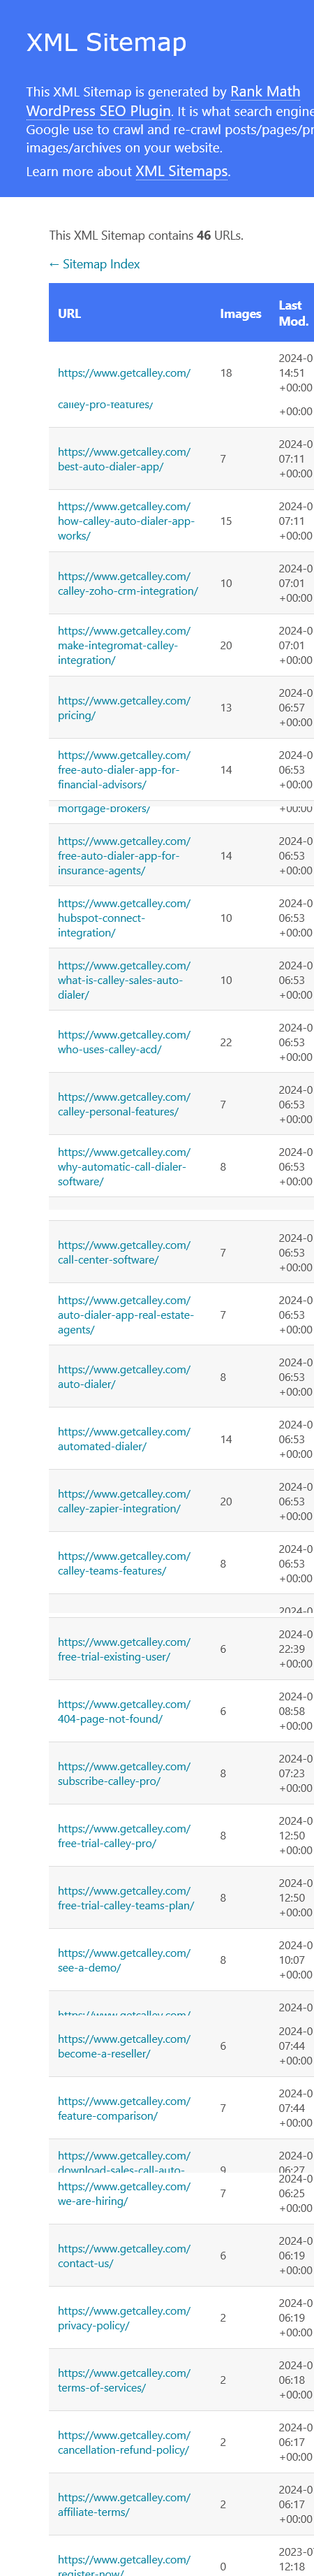 XML Sitemap
This XML Sitemap is generated by Rank Math
WordPress SEO Plugin. It is what search engine
Google use to crawl and re-crawl posts/pages/pr
images/archives on your website.
Learn more about XML Sitemaps.
This XML Sitemap contains 46 URLs.
← Sitemap Index
URL Images Last
Mod.
https://www.getcalley.com/ 18 2024-0
14:51
+00:00
calley-pro-features/ +00:00
https://www.getcalley.com/
best-auto-dialer-app/ 7 2024-0
07:11
+00:00
https://www.getcalley.com/
how-calley-auto-dialer-app-
works/ 15 2024-0
07:11
+00:00
https://www.getcalley.com/
calley-zoho-crm-integration/ 10 2024-0
07:01
+00:00
https://www.getcalley.com/
make-integromat-calley-
integration/ 20 2024-0
07:01
+00:00
https://www.getcalley.com/
pricing/ 13 2024-0
06:57
+00:00
https://www.getcalley.com/
free-auto-dialer-app-for-
financial-advisors/ 14 2024-0
06:53
+00:00
mortgage-brokers/ +00:00
https://www.getcalley.com/
free-auto-dialer-app-for-
insurance-agents/ 14 2024-0
06:53
+00:00
https://www.getcalley.com/
hubspot-connect-
integration/ 10 2024-0
06:53
+00:00
https://www.getcalley.com/
what-is-calley-sales-auto-
dialer/ 10 2024-0
06:53
+00:00
https://www.getcalley.com/
who-uses-calley-acd/ 22 2024-0
06:53
+00:00
https://www.getcalley.com/
calley-personal-features/ 7 2024-0
06:53
+00:00
https://www.getcalley.com/
why-automatic-call-dialer-
software/ 8 2024-0
06:53
+00:00
https://www.getcalley.com/
call-center-software/ 7 2024-0
06:53
+00:00
https://www.getcalley.com/
auto-dialer-app-real-estate-
agents/ 7 2024-0
06:53
+00:00
https://www.getcalley.com/
auto-dialer/ 8 2024-0
06:53
+00:00
https://www.getcalley.com/
automated-dialer/ 14 2024-0
06:53
+00:00
https://www.getcalley.com/
calley-zapier-integration/ 20 2024-0
06:53
+00:00
https://www.getcalley.com/
calley-teams-features/ 8 2024-0
06:53
+00:00
2024-0
https://www.getcalley.com/
free-trial-existing-user/ 6 2024-0
22:39
+00:00
https://www.getcalley.com/
404-page-not-found/ 6 2024-0
08:58
+00:00
https://www.getcalley.com/
subscribe-calley-pro/ 8 2024-0
07:23
+00:00
https://www.getcalley.com/
free-trial-calley-pro/ 8 2024-0
12:50
+00:00
https://www.getcalley.com/
free-trial-calley-teams-plan/ 8 2024-0
12:50
+00:00
https://www.getcalley.com/
see-a-demo/ 8 2024-0
10:07
+00:00
https://www.getcalley.com/ 2024-0
https://www.getcalley.com/
become-a-reseller/ 6 2024-0
07:44
+00:00
https://www.getcalley.com/
feature-comparison/ 7 2024-0
07:44
+00:00
https://www.getcalley.com/
download-sales-call-auto- 9 2024-0
06:27
https://www.getcalley.com/
we-are-hiring/ 7 2024-0
06:25
+00:00
https://www.getcalley.com/
contact-us/ 6 2024-0
06:19
+00:00
https://www.getcalley.com/
privacy-policy/ 2 2024-0
06:19
+00:00
https://www.getcalley.com/
terms-of-services/ 2 2024-0
06:18
+00:00
https://www.getcalley.com/
cancellation-refund-policy/ 2 2024-0
06:17
+00:00
https://www.getcalley.com/
affiliate-terms/ 2 2024-0
06:17
+00:00
https://www.getcalley.com/
register-now/ 0 2023-0
12:18
+00:00